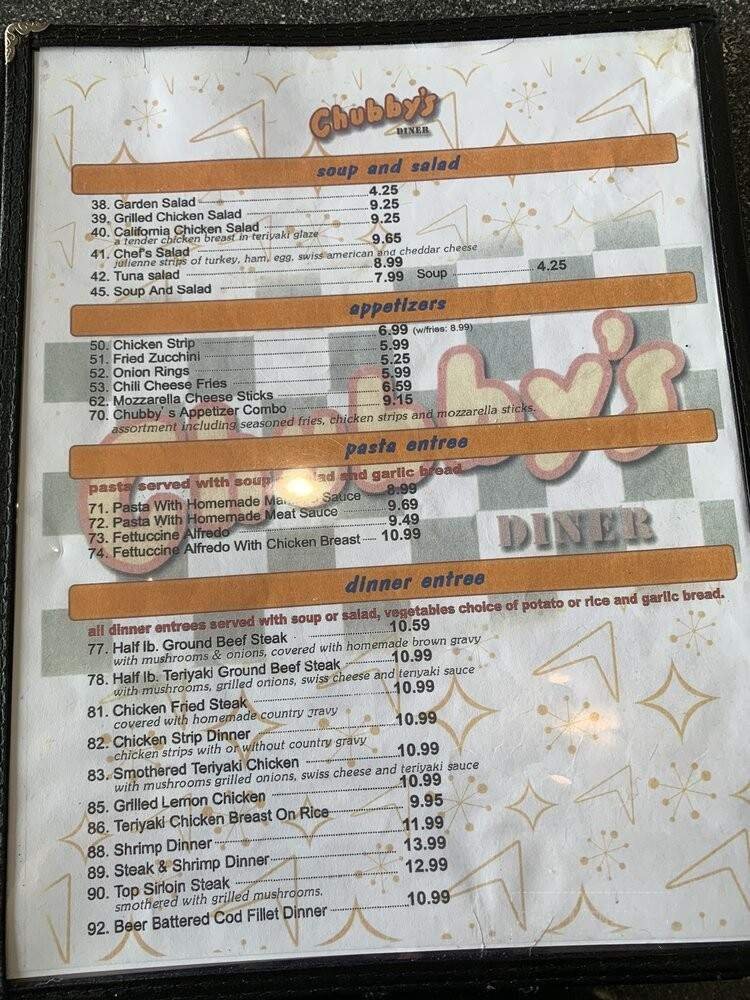 Chubby's
DINER
soup and salad
38. Garden Salad 4.25
39. Grilled Chicken Salad 9.25
40. California Chicken Salad 9.25
a tender chicken breast in teriyaki glaze
41. Chef's Salad 9.65
julienne strips of turkey, ham, egg, swiss american and cheddar cheese
42. Tuna salad 8.99
45. Soup And Salad 7.99 Soup 4.25
appetizers
50. Chicken Strip 6.99 (w/fries: 8.99)
51. Fried Zucchini 5.99
52. Onion Rings 5.25
53. Chili Cheese Fries 5.99
62. Mozzarella Cheese Sticks 6.59
70. Chubby's Appetizer Combo 9.15
assortment including seasoned fries, chicken strips and mozzarella sticks.
Chubby's
DINER
pasta entree
pasta served with soup and garlic bread
71. Pasta With Homemade Sauce 8.99
72. Pasta With Homemade Meat Sauce 9.69
73. Fettuccine Alfredo 9.49
74. Fettuccine Alfredo With Chicken Breast 10.99
dinner entree
all dinner entrees served with soup or salad, vegetables choice of potato or rice and garlic bread.
77. Half lb. Ground Beef Steak 10.59
with mushrooms & onions, covered with homemade brown gravy
78. Half lb. Teriyaki Ground Beef Steak 10.99
with mushrooms, grilled onions, swiss cheese and teriyaki sauce
81. Chicken Fried Steak 10.99
covered with homemade country gravy
82. Chicken Strip Dinner 10.99
chicken strips with or without country gravy
83. Smothered Teriyaki Chicken 10.99
with mushrooms grilled onions, swiss cheese and teriyaki sauce
85. Grilled Lemon Chicken 10.99
86. Teriyaki Chicken Breast On Rice 9.95
88. Shrimp Dinner 11.99
89. Steak & Shrimp Dinner 13.99
90. Top Sirloin Steak 12.99
smothered with grilled mushrooms.
92. Beer Battered Cod Fillet Dinner 10.99